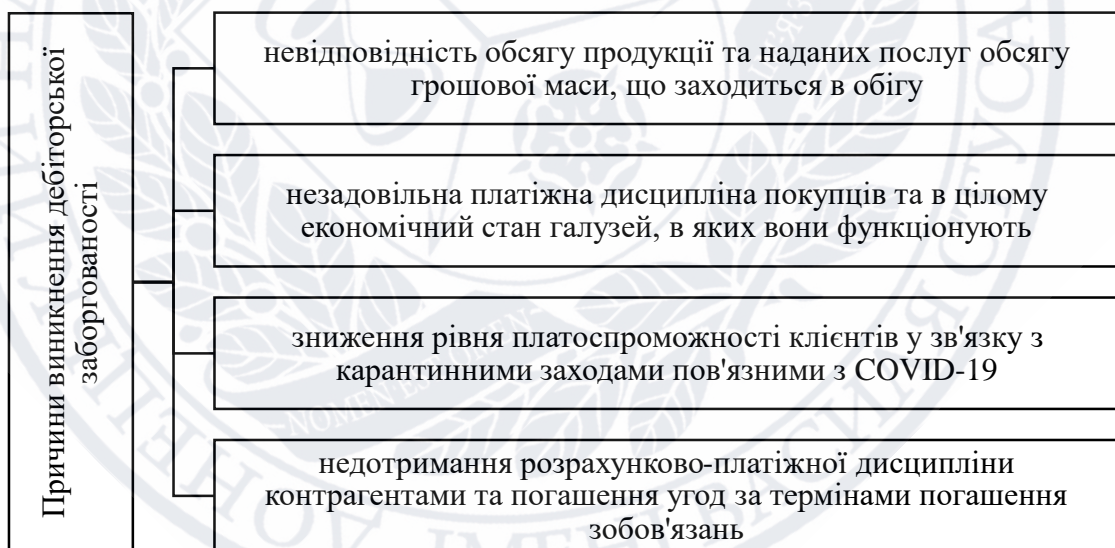 Причини виникнення дебіторської
заборгованості
невідповідність обсягу продукції та наданих послуг обсягу
грошової маси, що заходиться в обігу
незадовільна платіжна дисципліна покупців та в цілому
економічний стан галузей, в яких вони функціонують
зниження рівня платоспроможності клієнтів у зв'язку з
карантинними заходами пов'язними з COVID-19
недотримання розрахунково-платіжної дисципліни
контрагентами та погашення угод за термінами погашення
зобов'язань